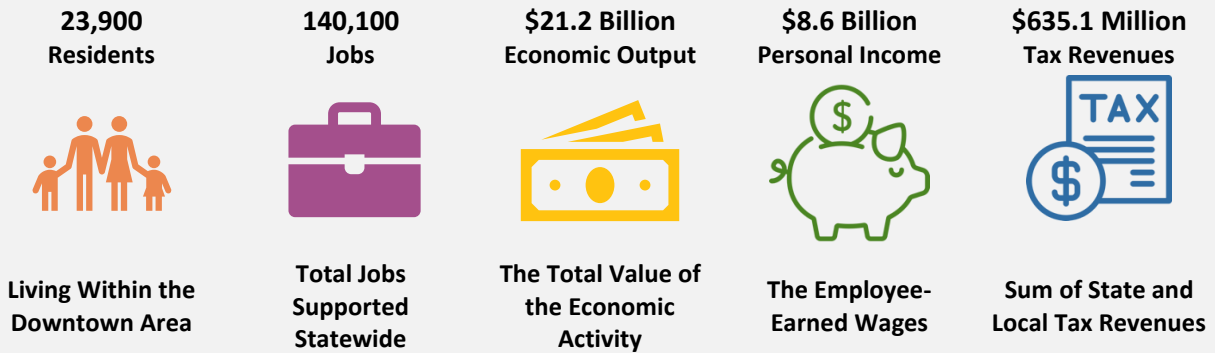 23,900
Residents
140,100
Jobs
$21.2 Billion
Economic Output
$8.6 Billion
Personal Income
$635.1 Million
Tax Revenues
$
TAX
$
Living Within the
Downtown Area
Total Jobs
Supported
Statewide
The Total Value of
the Economic
Activity
The Employee-
Earned Wages
Sum of State and
Local Tax Revenues